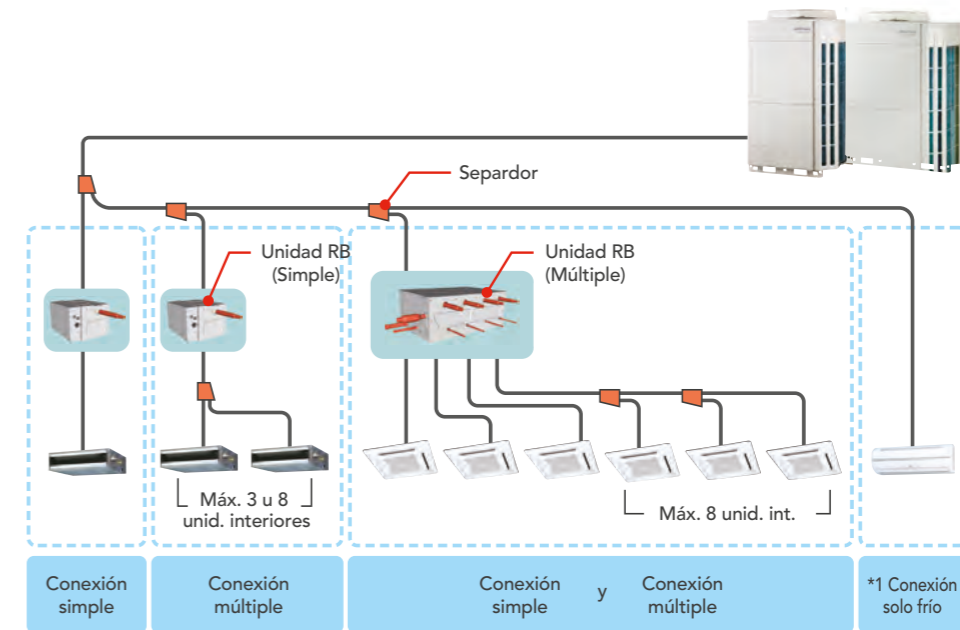 Separdor
Unidad RB
(Simple)
Unidad RB
(Múltiple)
Máx. 3 u 8
unid. interiores
Máx. 8 unid. int.
Conexión
simple
Conexión
múltiple
Conexión
simple
y
Conexión
múltiple
*1 Conexión
solo frío